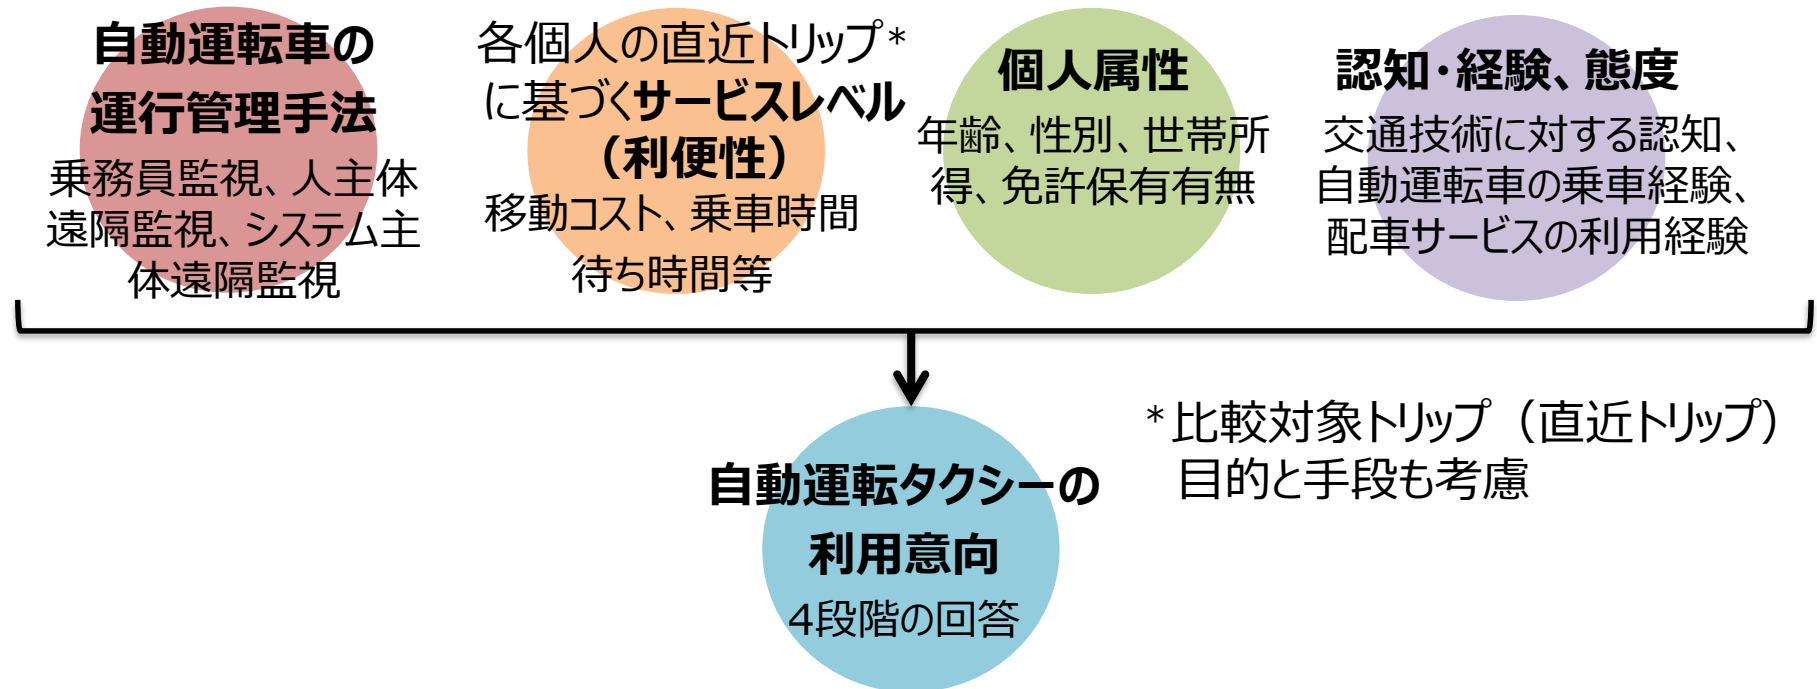 自動運転車の
運行管理手法
乗務員監視、人主体
遠隔監視、システム主
体遠隔監視
各個人の直近トリップ*
に基づくサービスレベル
（利便性）
移動コスト、乗車時間
待ち時間等
個人属性
年齢、性別、世帯所
得、免許保有有無
認知・経験、態度
交通技術に対する認知、
自動運転車の乗車経験、
配車サービスの利用経験
自動運転タクシーの
利用意向
4段階の回答
*比較対象トリップ（直近トリップ）
目的と手段も考慮